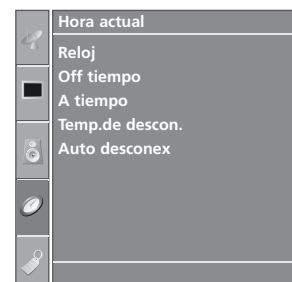 Hora actual
Reloj
Off tiempo
A tiempo
Temp.de descon.
Auto desconex